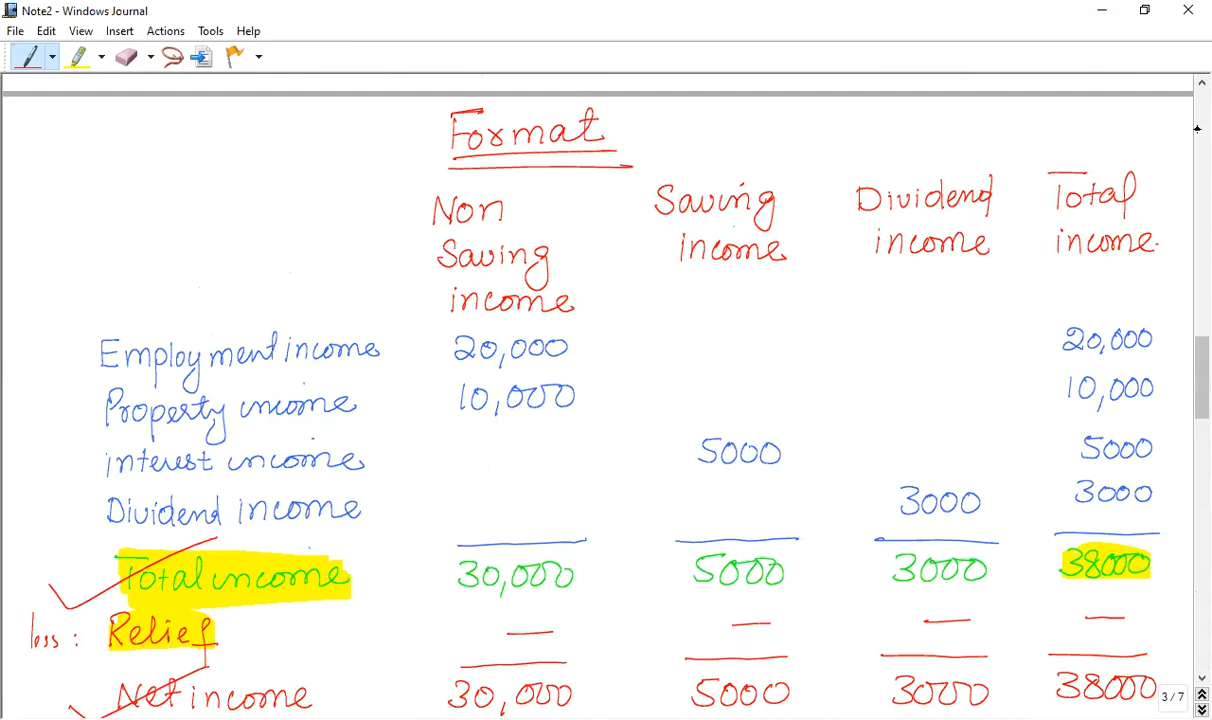 Note2 - Windows Journal
File Edit View Insert Actions Tools Help
Format
Non Saving income
Saving income
Dividend income
Total income
Employment income 20,000 20,000
Property income 10,000 10,000
interest income 5000 5000
Dividend income 3000 3000
Total income 30,000 5000 3000 38000
less: Relief — — — —
Net income 30,000 5000 3000 38000
3 / 7